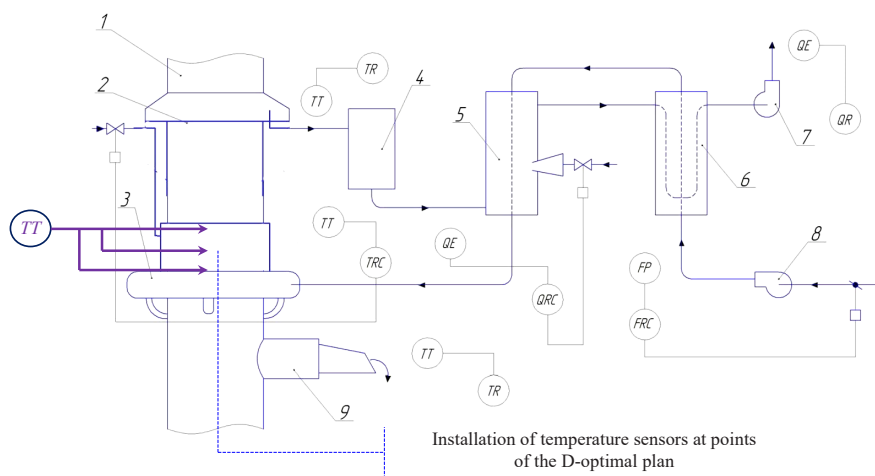 1
2
TR
TT
4
5
QE
QR
7
6
3
TT
TT
TRC
QE
QRC
FP
FRC
8
TT
TR
9
Installation of temperature sensors at points
of the D-optimal plan